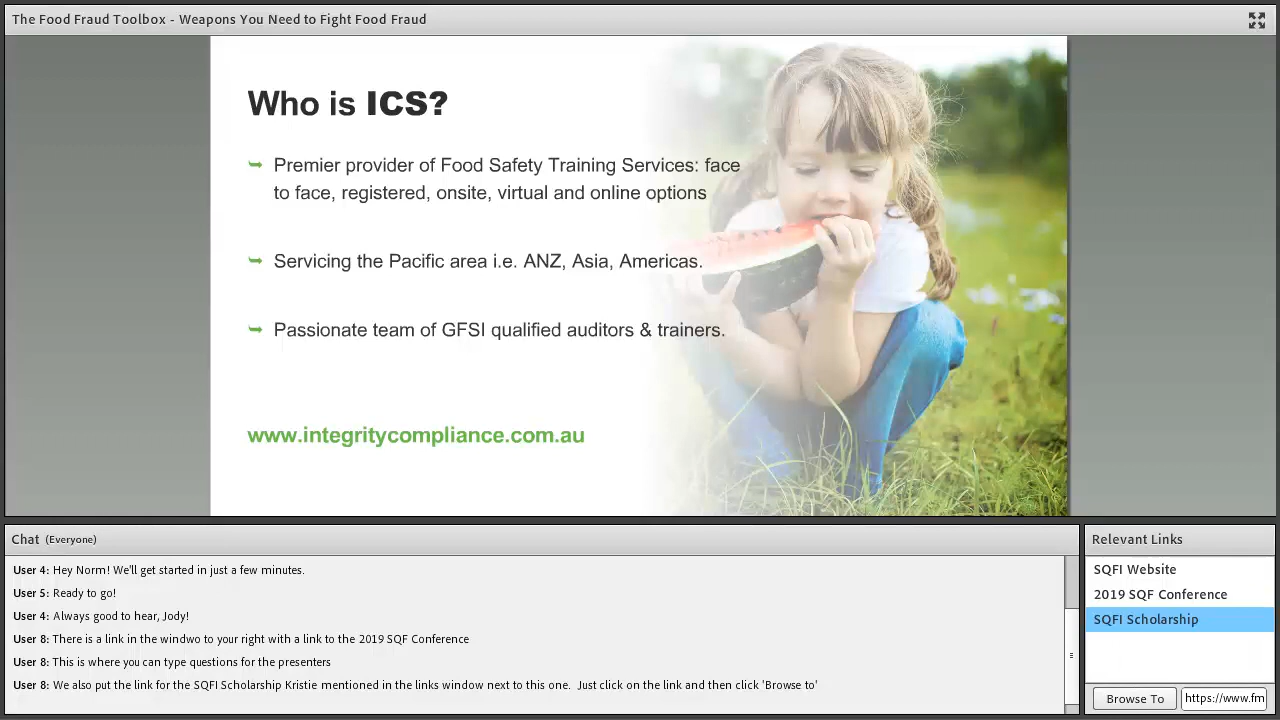 The Food Fraud Toolbox - Weapons You Need to Fight Food Fraud
Who is ICS?
Premier provider of Food Safety Training Services: face
to face, registered, onsite, virtual and online options
Servicing the Pacific area i.e. ANZ, Asia, Americas.
Passionate team of GFSI qualified auditors & trainers.
www.integritycompliance.com.au
Chat (Everyone)
User 4: Hey Norm! We'll get started in just a few minutes.
User 5: Ready to go!
User 4: Always good to hear, Jody!
User 8: There is a link in the windwo to your right with a link to the 2019 SQF Conference
User 8: This is where you can type questions for the presenters
User 8: We also put the link for the SQFI Scholarship Kristie mentioned in the links window next to this one.  Just click on the link and then click 'Browse to'
Relevant Links
SQFI Website
2019 SQF Conference
SQFI Scholarship
Browse To https://www.fm